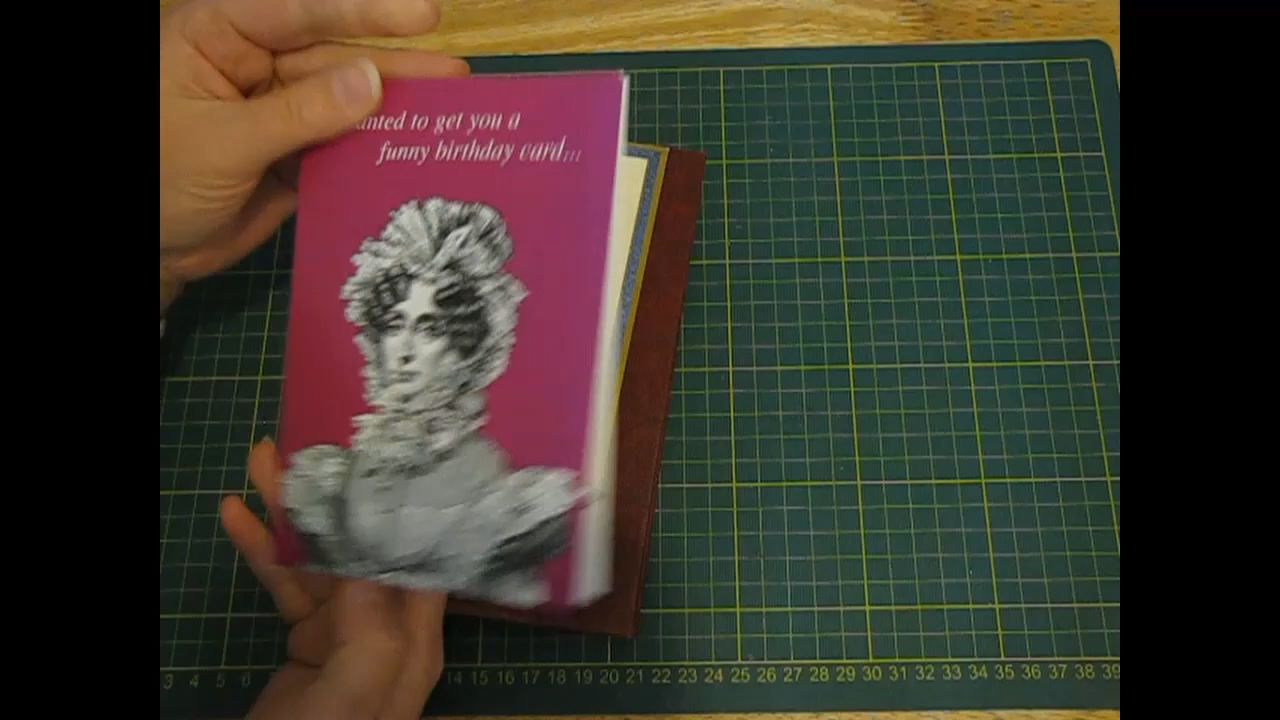 anted to get you a
funny birthday card...
3 4 5 6 14 15 16 17 18 19 20 21 22 23 24 25 26 27 28 29 30 31 32 33 34 35 36 37 38 39